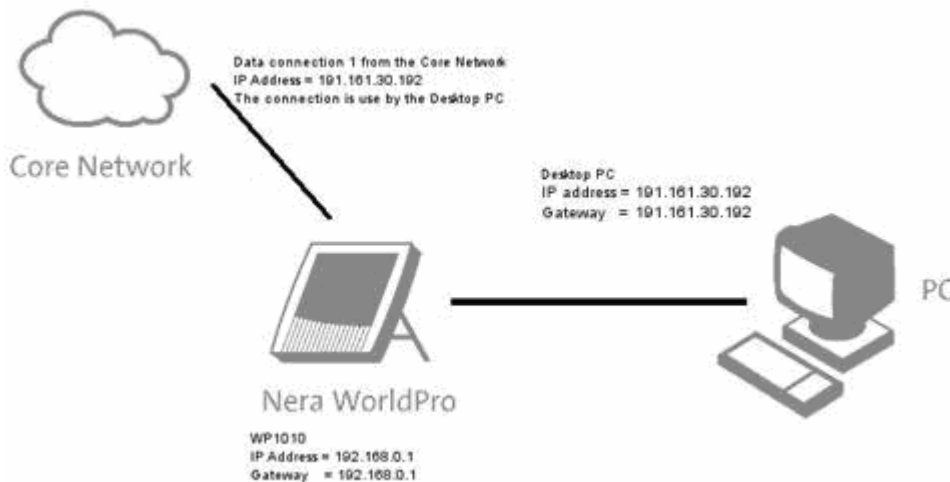 Data connection 1 from the Core Network
IP Address = 191.161.30.192
The connection is use by the Desktop PC
Core Network
Desktop PC
IP address = 191.161.30.192
Gateway = 191.161.30.192
PC
Nera WorldPro
WP1010
IP Address = 192.168.0.1
Gateway = 192.168.0.1